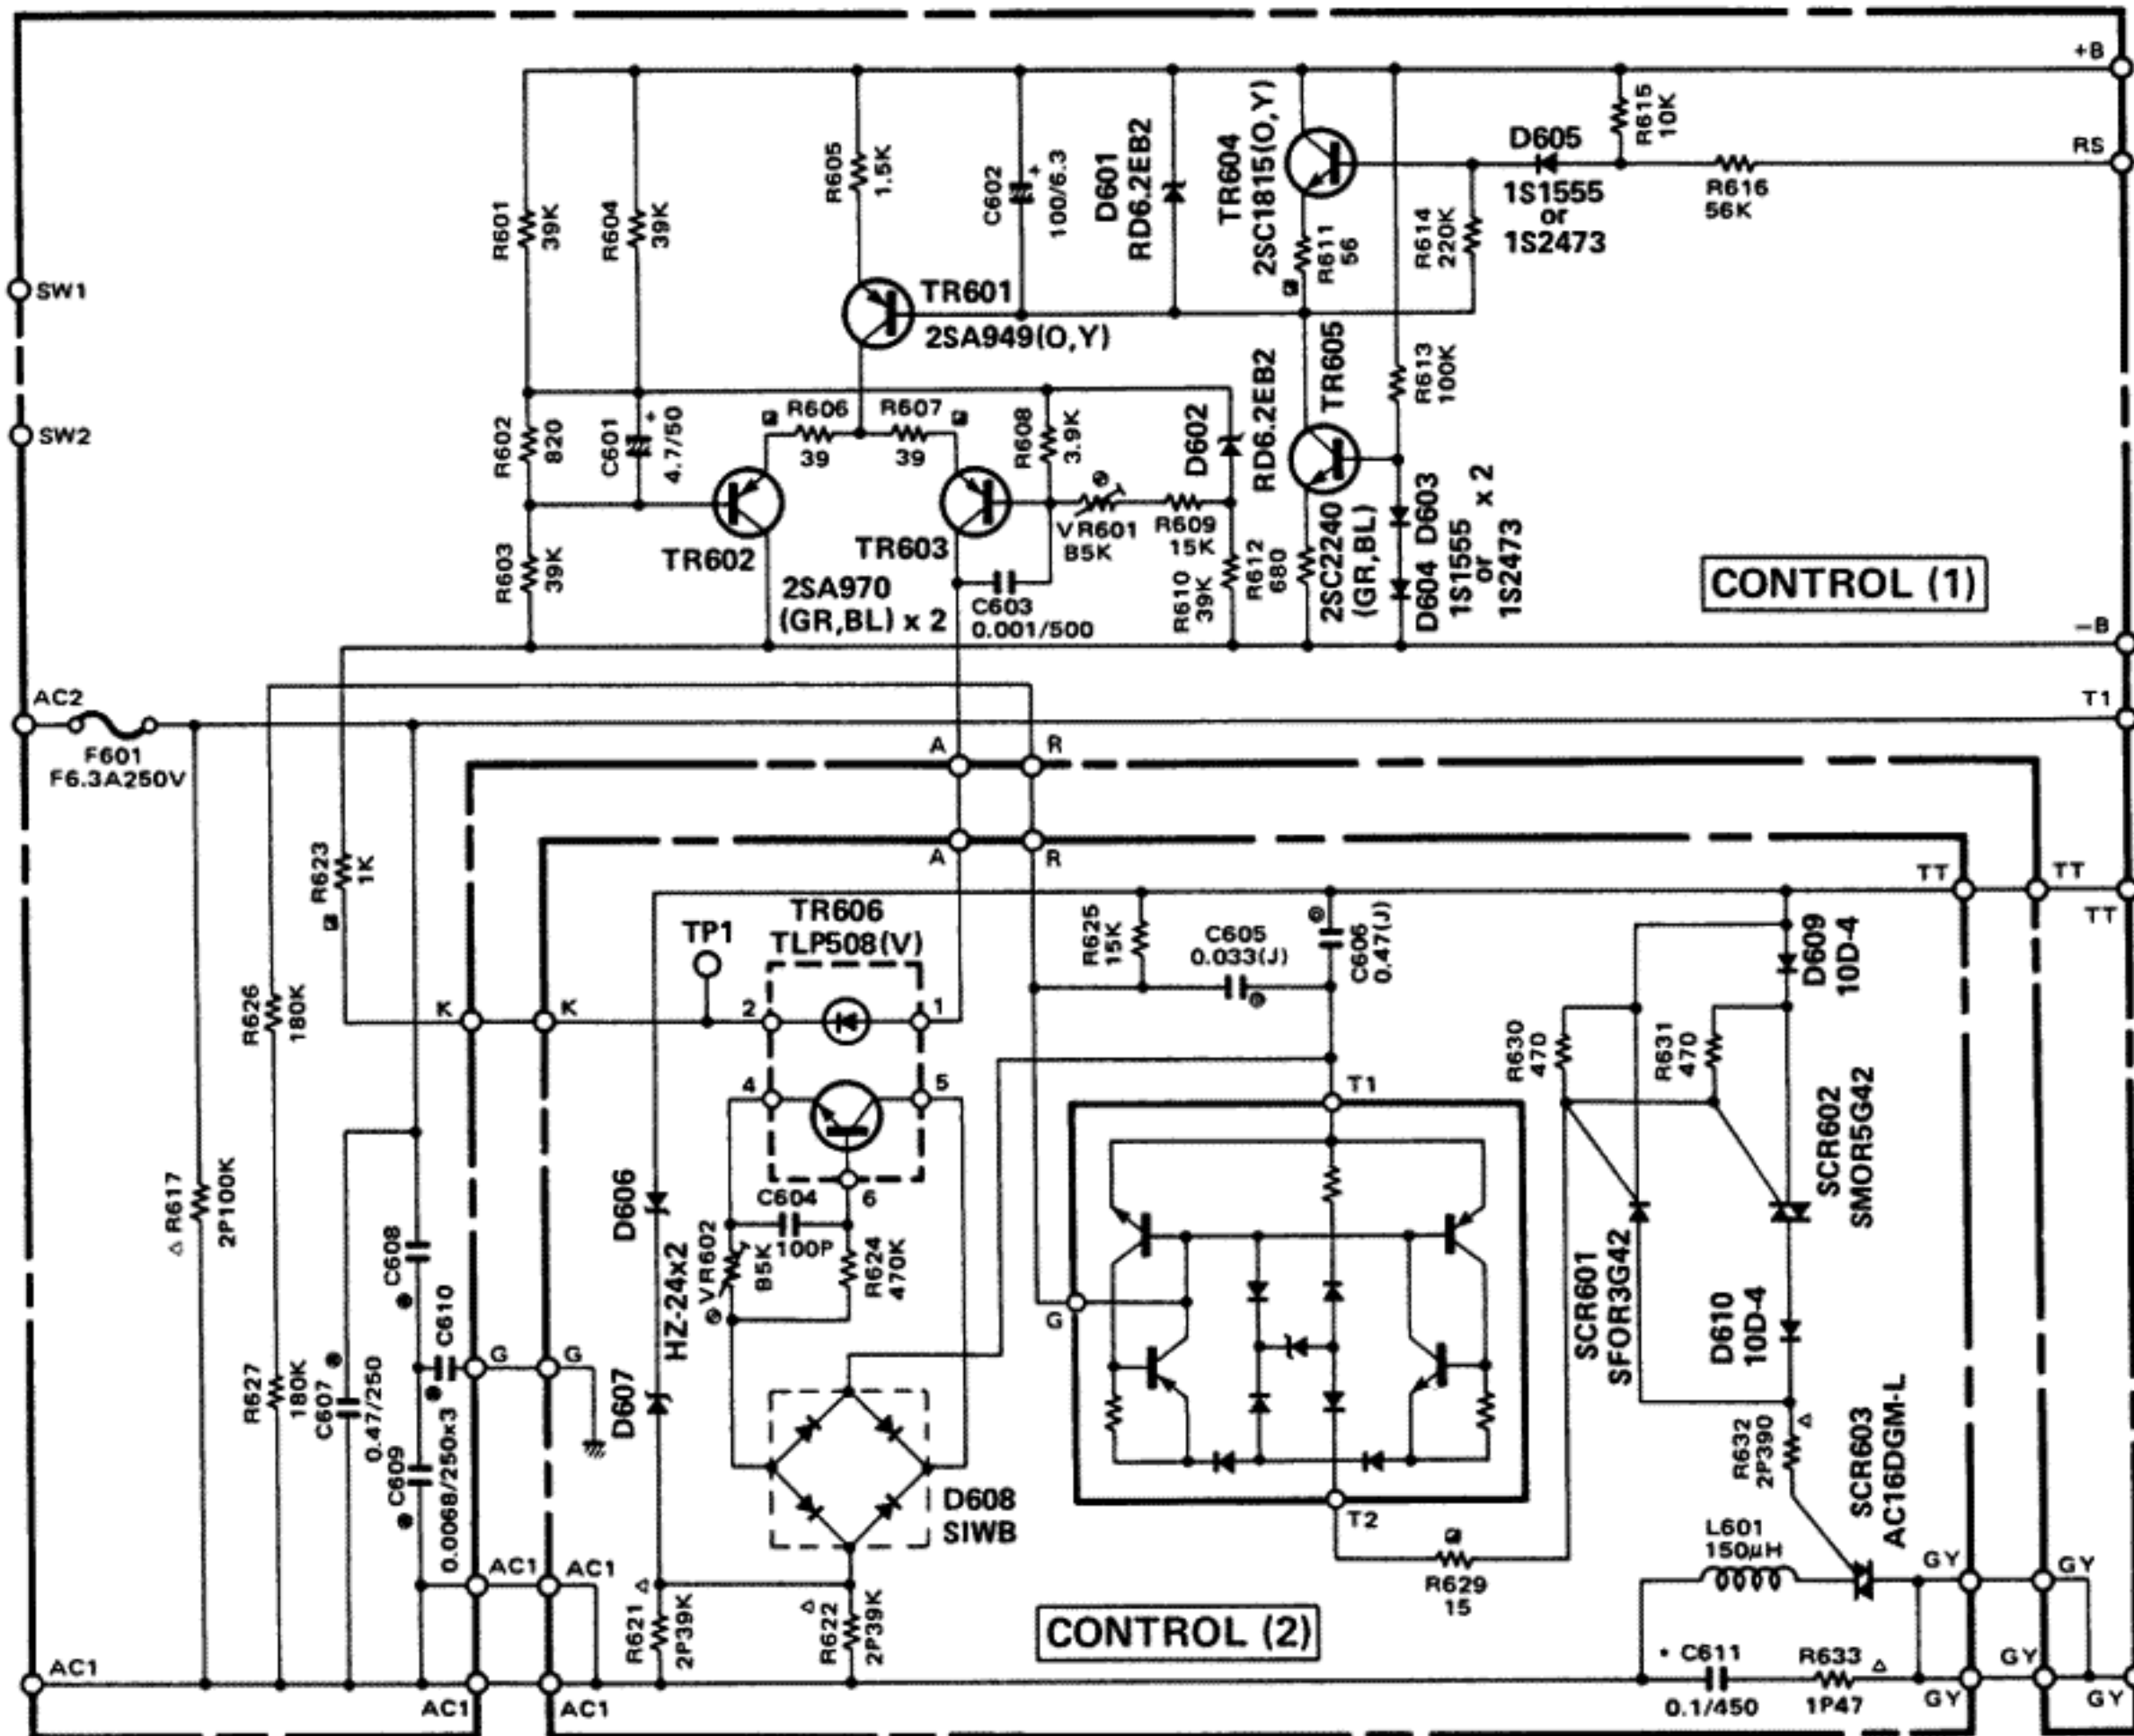 +B
RS
SW1
SW2
R601
39K
R604
39K
R605
1.5K
C602
+
100/6.3
D601
RD6.2EB2
TR604
2SC1815(O,Y)
R611
56
D605
1S1555
or
1S2473
R615
10K
R616
56K
R614
220K
TR601
2SA949(O,Y)
R602
820
C601
+
4.7/50
R606
39
R607
39
R608
3.9K
D602
RD6.2EB2
TR605
R613
100K
TR602
TR603
VR601
B5K
R609
15K
R603
39K
2SA970
(GR,BL) x 2
C603
0.001/500
R610
39K
R612
680
2SC2240
(GR,BL)
D604 D603
1S1555
or
1S2473
x 2
CONTROL (1)
-B
AC2
F601
F6.3A250V
T1
A
R
A
R
R623
1K
TT
TT
TT
TR606
TLP508(V)
TP1
R625
15K
C605
0.033(J)
C606
0.47(J)
D609
10D-4
K
K
2
1
4
5
6
R626
180K
R630
470
R631
470
T1
SCR602
SMOR5G42
R617
2P100K
D606
C604
100P
VR602
B5K
R624
470K
HZ-24x2
D607
G
SCR601
SFOR3G42
D610
10D-4
C608
C610
G
G
R627
180K
C607
0.47/250
C609
0.0068/250x3
R632
2P390
SCR603
AC16DGM-L
D608
SIWB
T2
R629
15
L601
150μH
GY
GY
AC1
AC1
R621
2P39K
R622
2P39K
CONTROL (2)
* C611
0.1/450
R633
1P47
AC1
AC1
AC1
GY
GY
GY